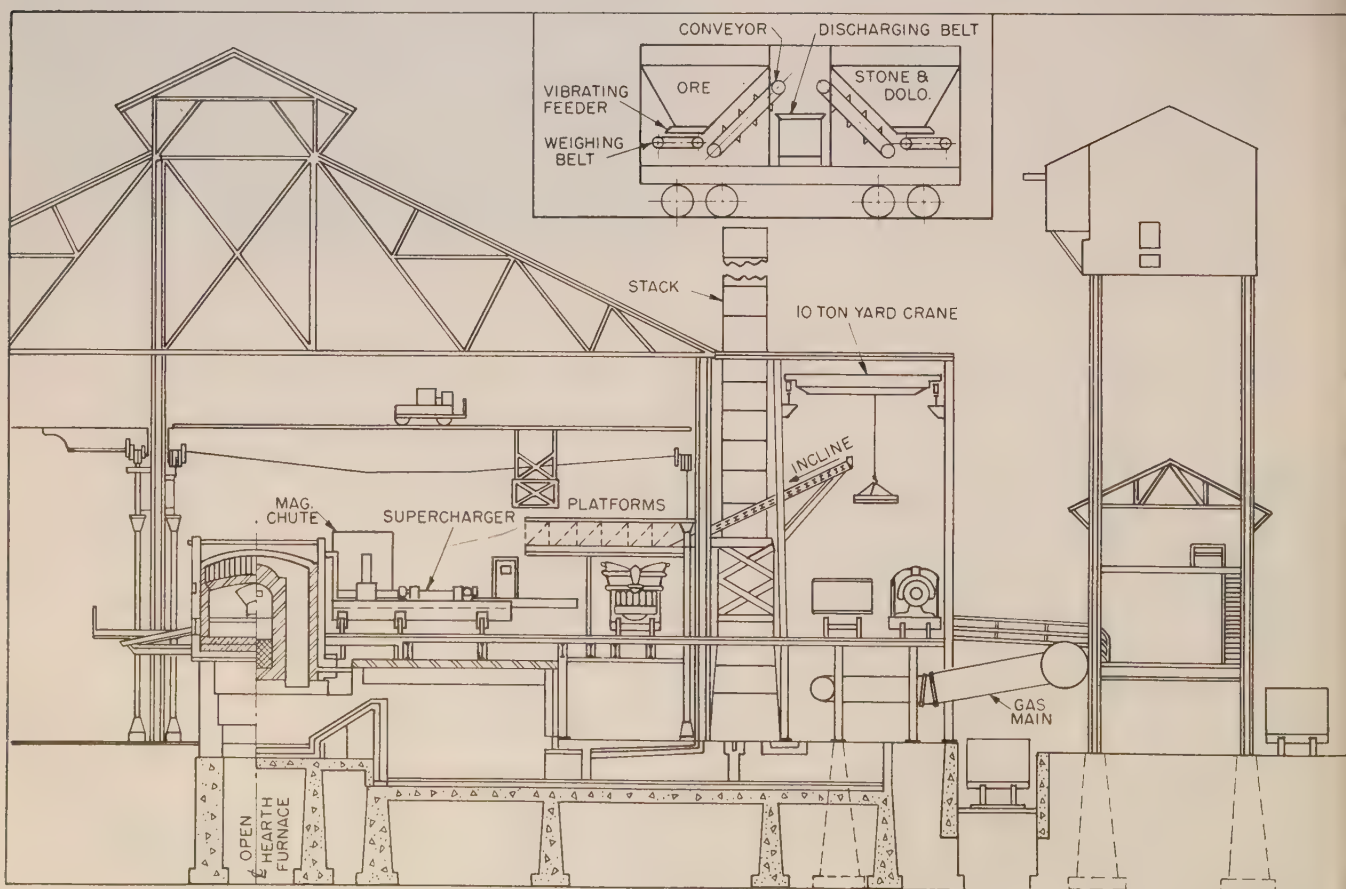 CONVEYOR
DISCHARGING BELT
ORE
STONE &
DOLO.
VIBRATING
FEEDER
WEIGHING
BELT
STACK
10 TON YARD CRANE
INCLINE
MAG.
CHUTE
SUPERCHARGER
PLATFORMS
GAS
MAIN
℄ OPEN
HEARTH
FURNACE